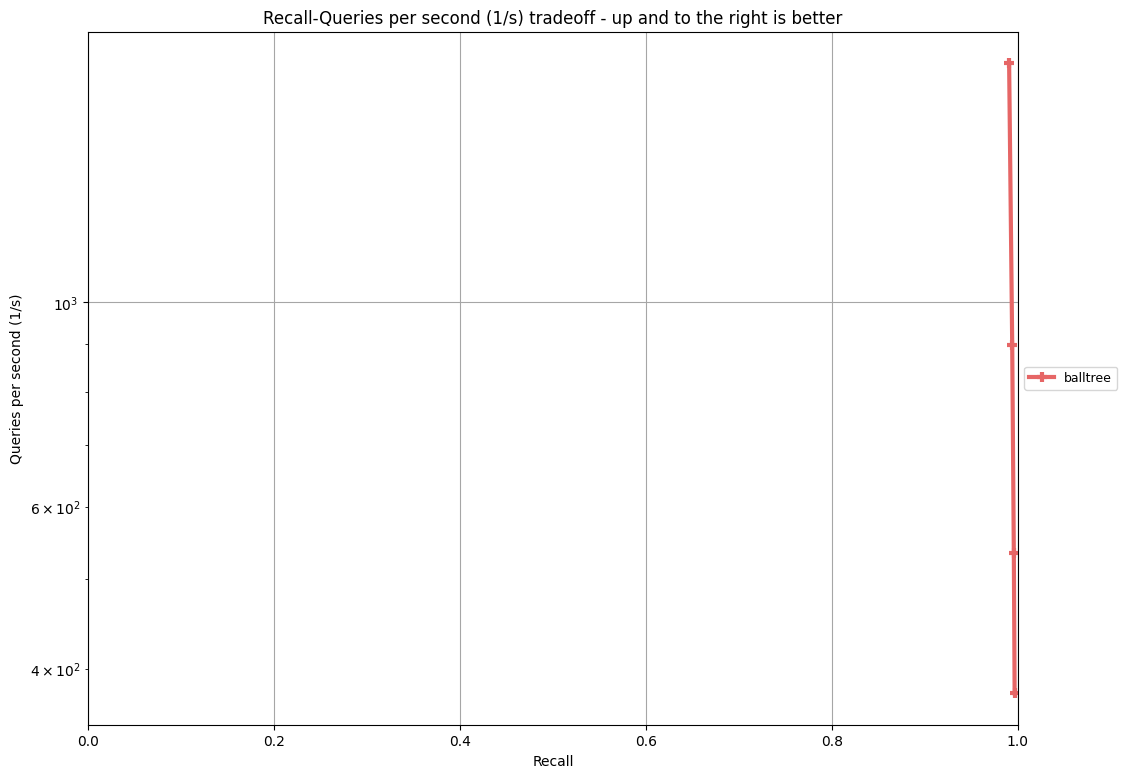 Recall-Queries per second (1/s) tradeoff - up and to the right is better
Queries per second (1/s)
10³
6 × 10²
4 × 10²
0.0 0.2 0.4 0.6 0.8 1.0
Recall
balltree